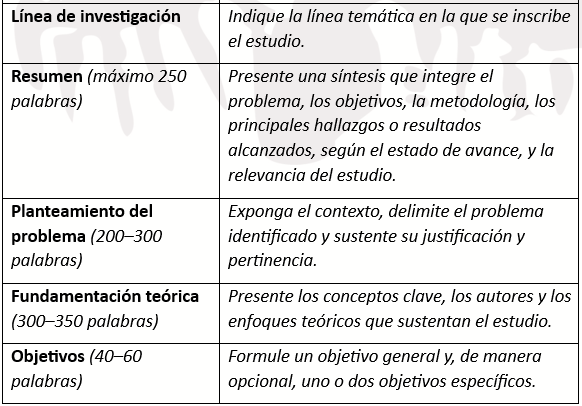 Línea de investigación
Indique la línea temática en la que se inscribe
el estudio.
Resumen (máximo 250
palabras)
Presente una síntesis que integre el
problema, los objetivos, la metodología, los
principales hallazgos o resultados
alcanzados, según el estado de avance, y la
relevancia del estudio.
Planteamiento del
problema (200–300
palabras)
Exponga el contexto, delimite el problema
identificado y sustente su justificación y
pertinencia.
Fundamentación teórica
(300–350 palabras)
Presente los conceptos clave, los autores y los
enfoques teóricos que sustentan el estudio.
Objetivos (40–60
palabras)
Formule un objetivo general y, de manera
opcional, uno o dos objetivos específicos.